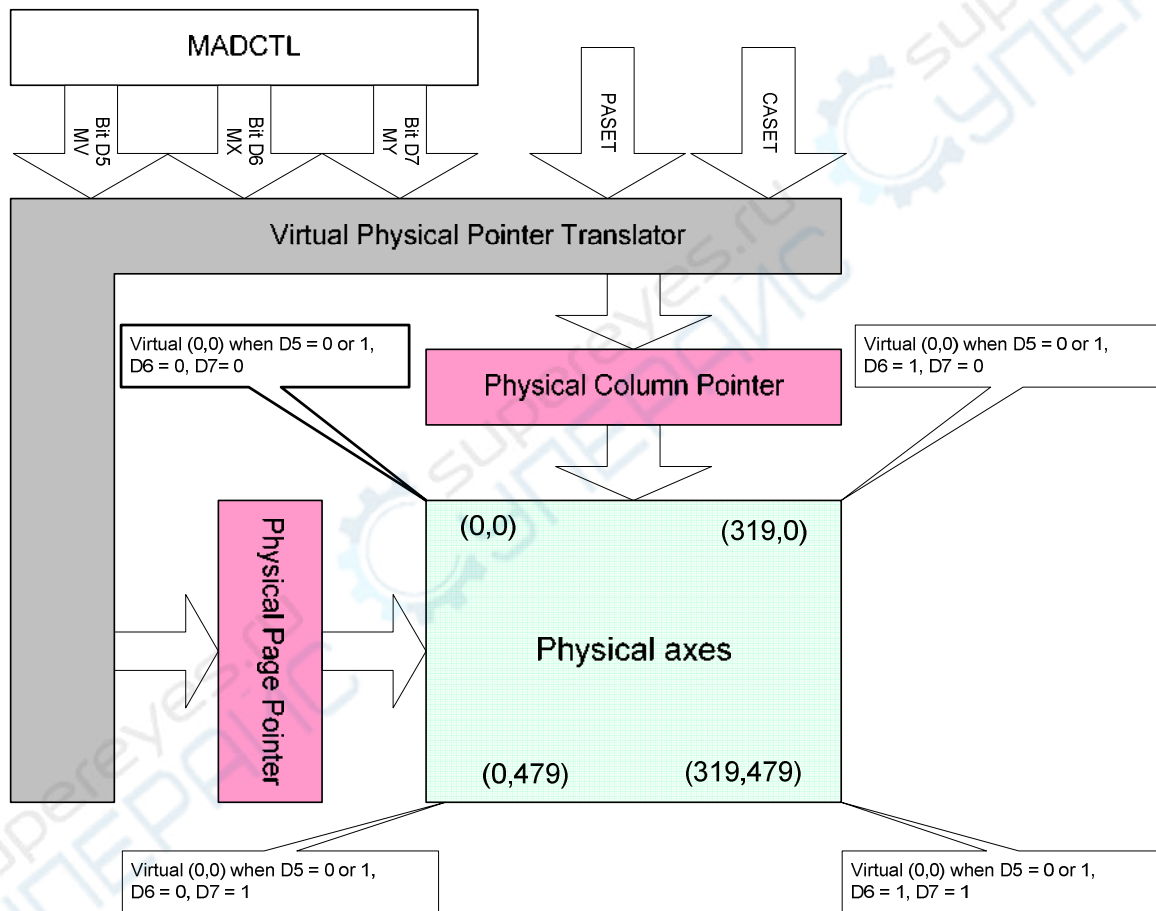 MADCTL
Bit D5
MV
Bit D6
MX
Bit D7
MY
PASET
CASET
Virtual Physical Pointer Translator
Virtual (0,0) when D5 = 0 or 1,
D6 = 0, D7= 0
Physical Column Pointer
Virtual (0,0) when D5 = 0 or 1,
D6 = 1, D7 = 0
Physical Page Pointer
(0,0)
(319,0)
Physical axes
(0,479)
(319,479)
Virtual (0,0) when D5 = 0 or 1,
D6 = 0, D7 = 1
Virtual (0,0) when D5 = 0 or 1,
D6 = 1, D7 = 1
supereyes.ru
СУПЕРАЙС